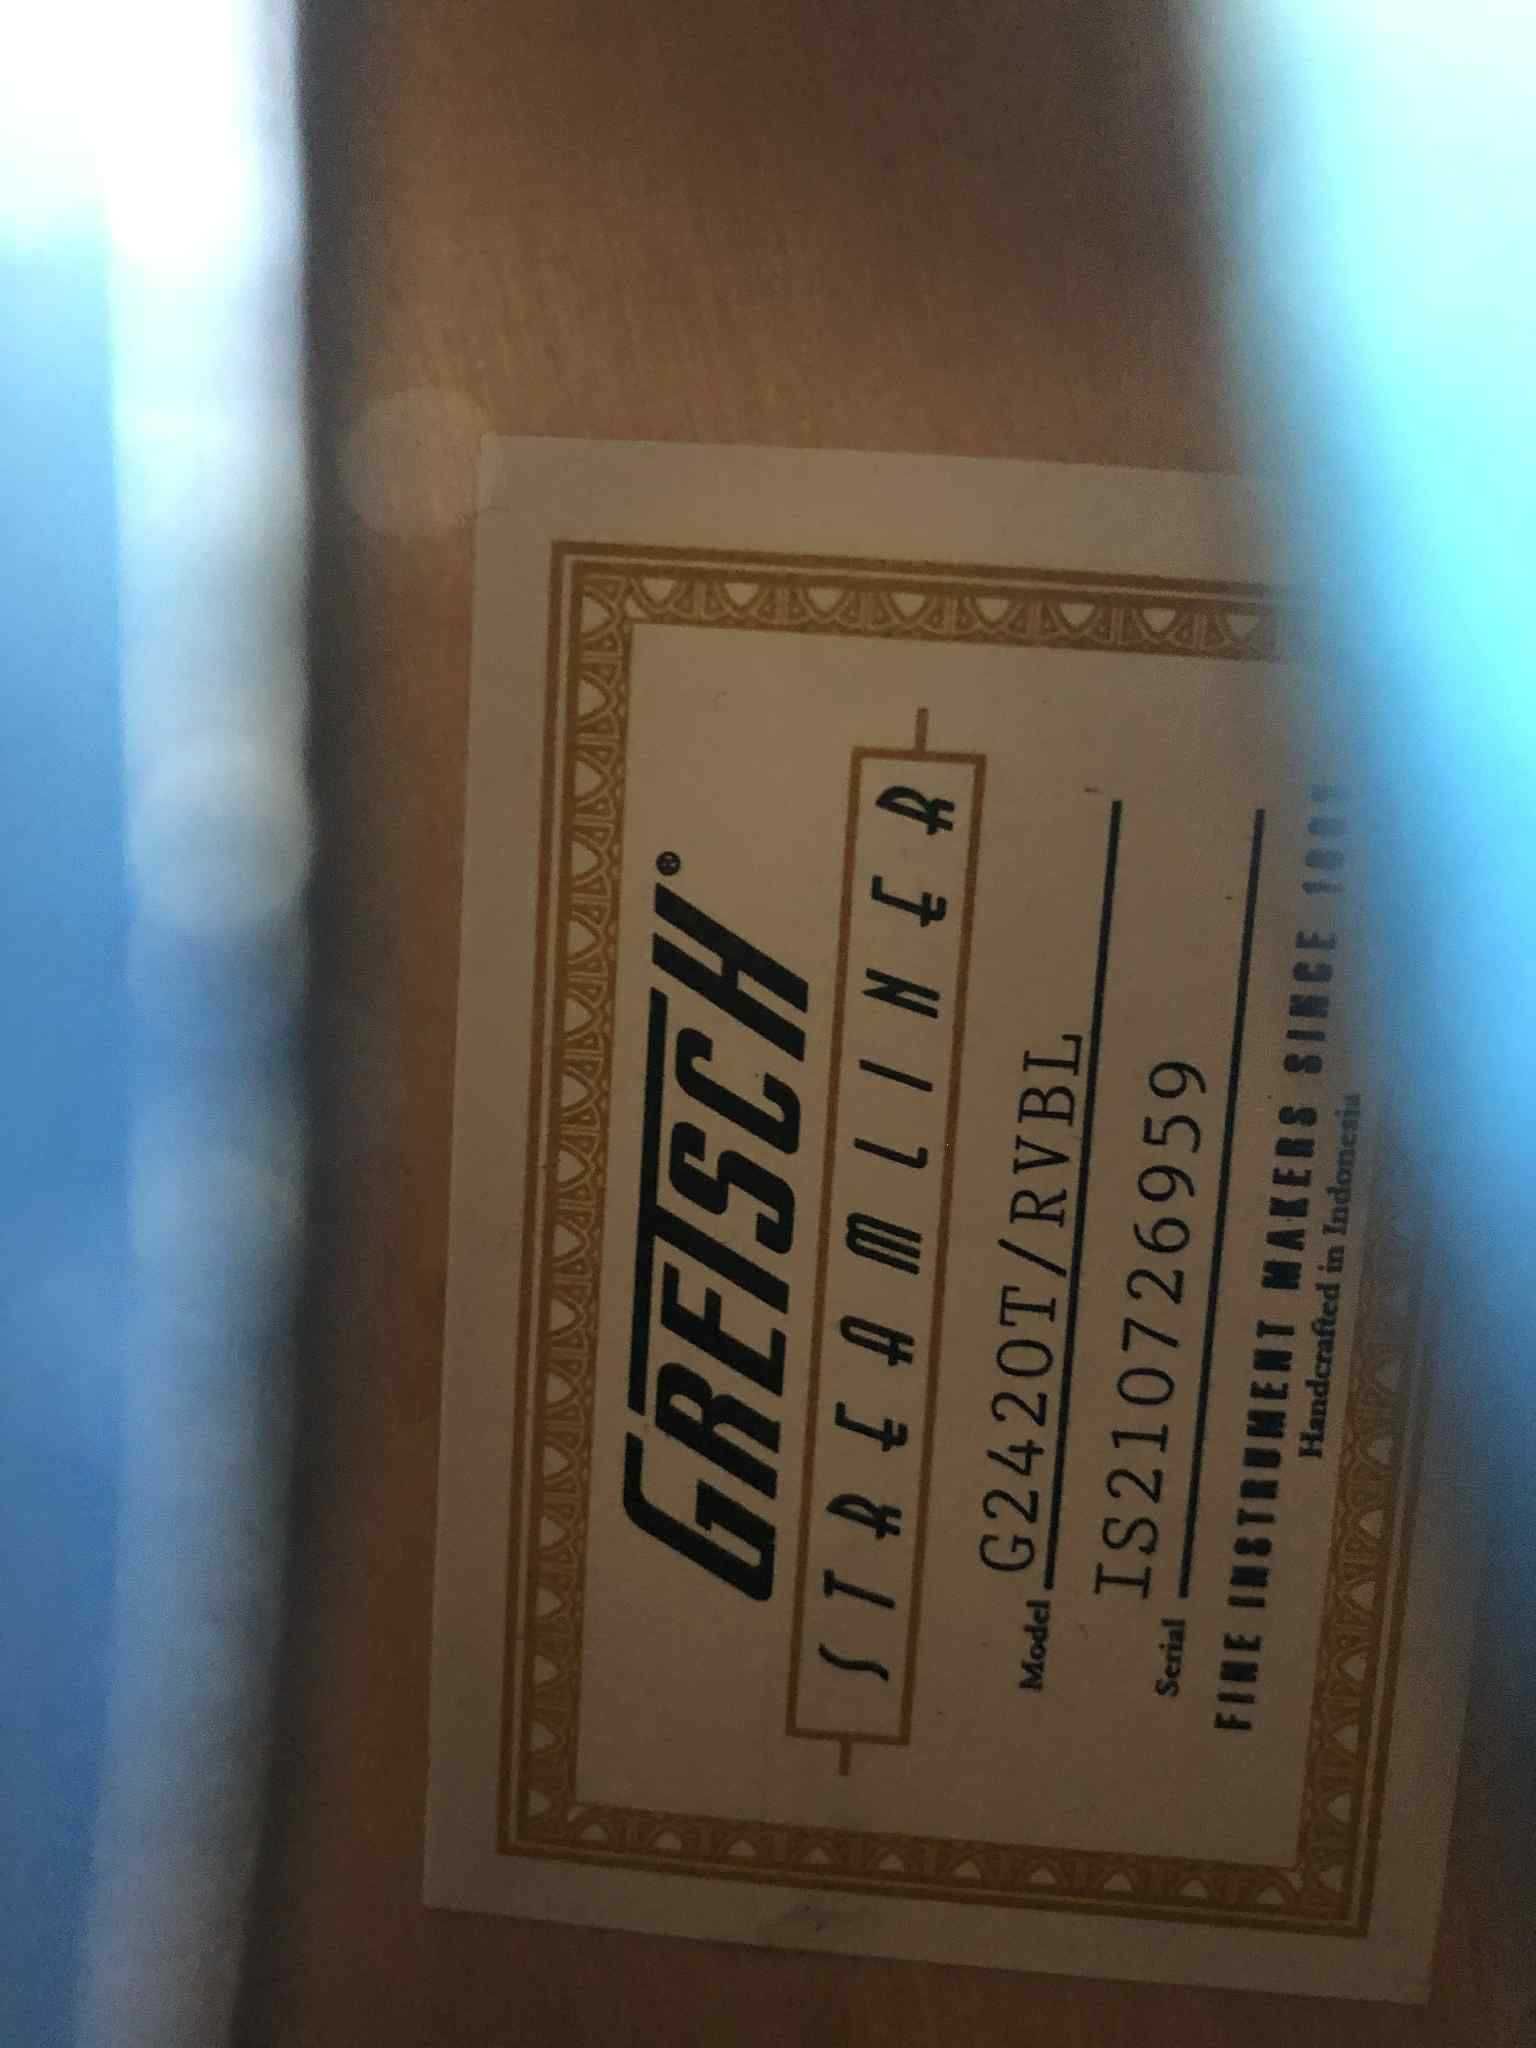 GRETSCH®
STREAMLINER
Model G2420T/RVBL
Serial IS210726959
FINE INSTRUMENT MAKERS SINCE
Handcrafted in Indonesia